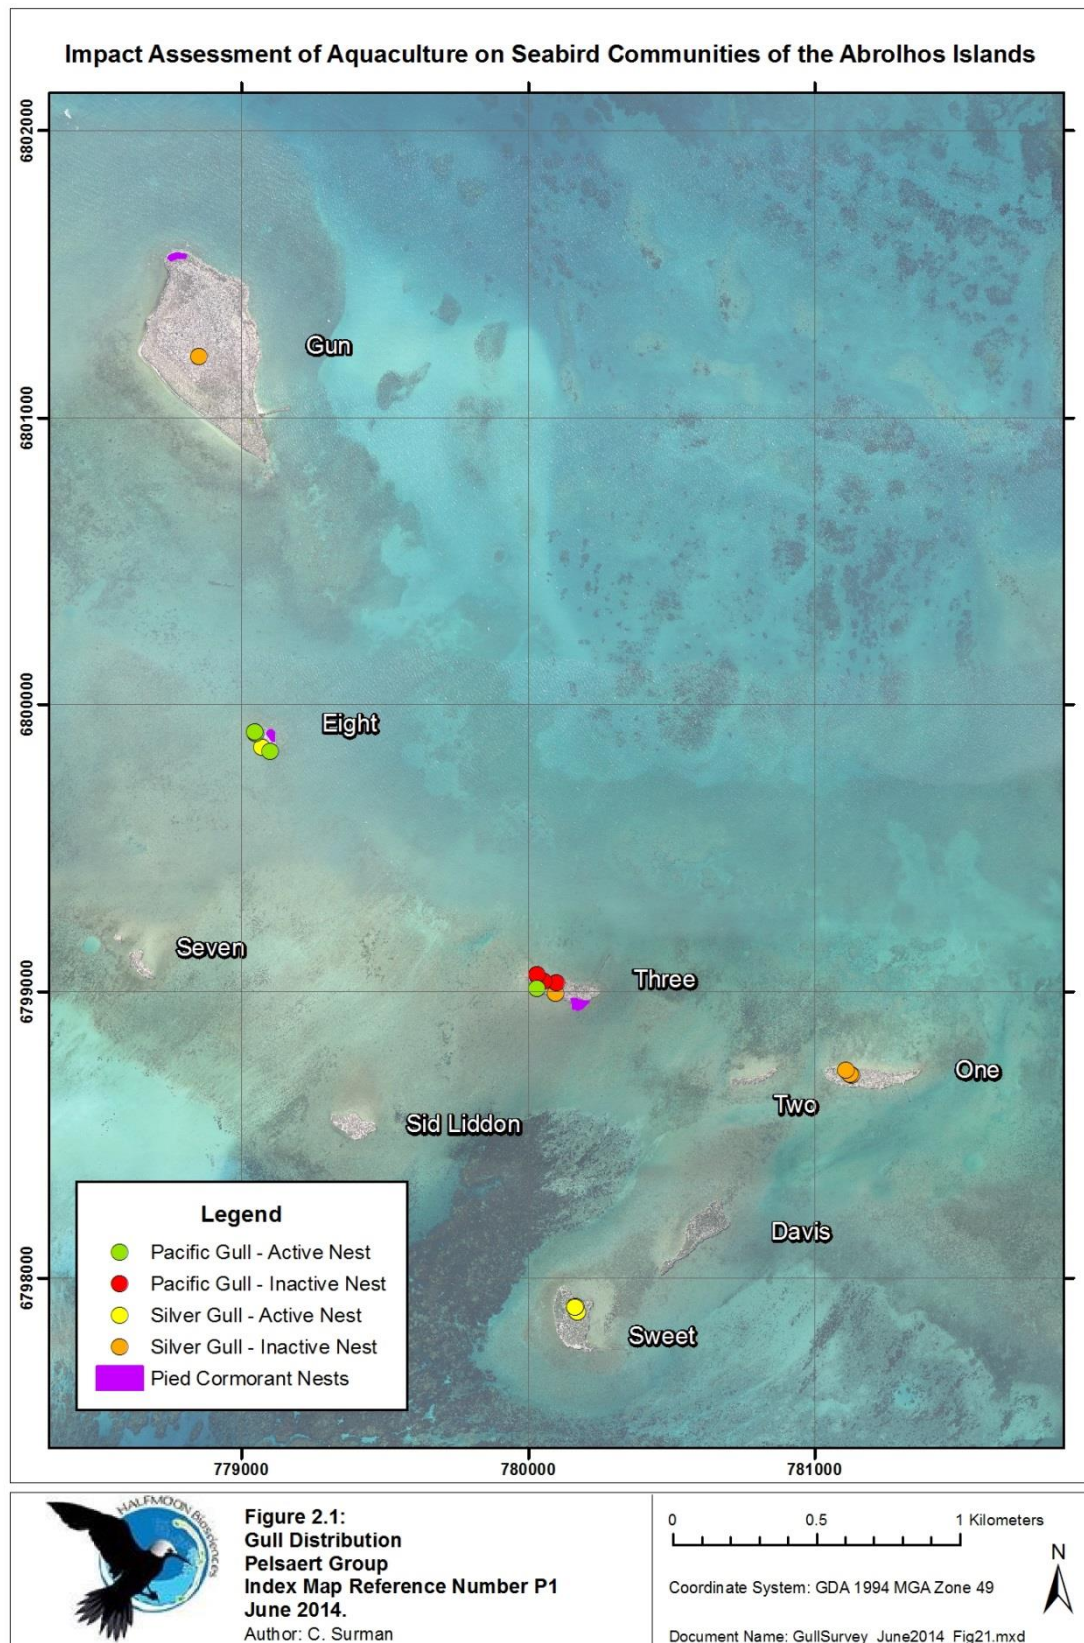 Impact Assessment of Aquaculture on Seabird Communities of the Abrolhos Islands
6802000
Gun
6801000
6800000
Eight
Seven
6799000
Three
One
Two
Sid Liddon
Davis
6798000
Sweet
Legend
Pacific Gull - Active Nest
Pacific Gull - Inactive Nest
Silver Gull - Active Nest
Silver Gull - Inactive Nest
Pied Cormorant Nests
779000 780000 781000
HALFMOON Biosciences
Figure 2.1:
Gull Distribution
Pelsaert Group
Index Map Reference Number P1
June 2014.
Author: C. Surman
0 0.5 1 Kilometers
N
Coordinate System: GDA 1994 MGA Zone 49
Document Name: GullSurvey_June2014_Fig21.mxd